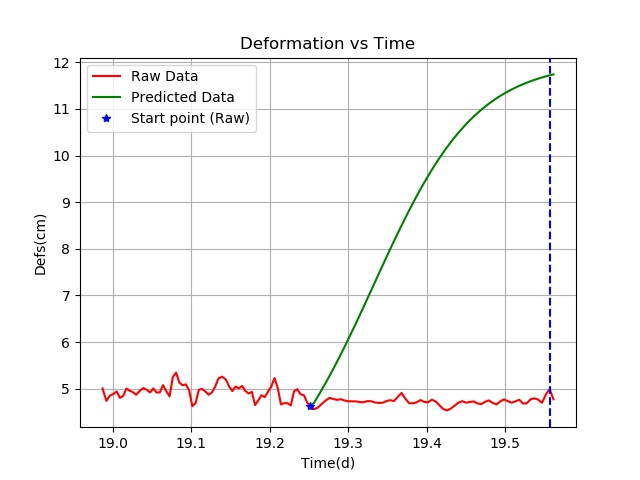 Deformation vs Time
Raw Data
Predicted Data
Start point (Raw)
12
11
10
9
8
7
6
5
Defs(cm)
19.0 19.1 19.2 19.3 19.4 19.5
Time(d)